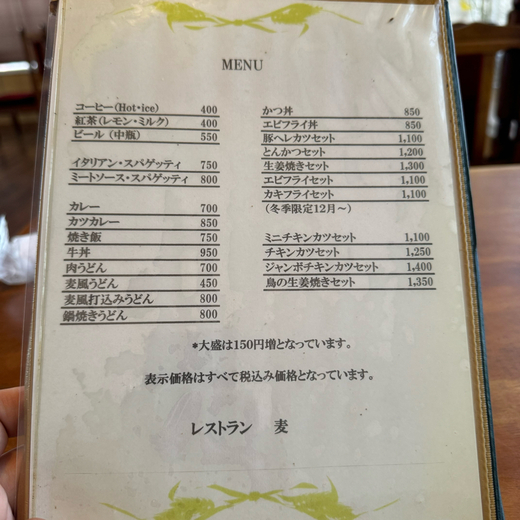 MENU
コーヒー(Hot・ice) 400
紅茶(レモン・ミルク) 400
ビール (中瓶) 550
イタリアン・スパゲッティ 750
ミートソース・スパゲッティ 800
カレー 700
カツカレー 850
焼き飯 750
牛丼 950
肉うどん 700
麦風うどん 450
麦風打込みうどん 800
鍋焼きうどん 800
かつ丼 850
エビフライ丼 850
豚ヘレカツセット 1,100
とんかつセット 1,200
生姜焼きセット 1,300
エビフライセット 1,100
カキフライセット 1,100
(冬季限定12月~)
ミニチキンカツセット 1,100
チキンカツセット 1,250
ジャンボチキンカツセット 1,400
鳥の生姜焼きセット 1,350
*大盛は150円増となっています。
表示価格はすべて税込み価格となっています。
レストラン 麦